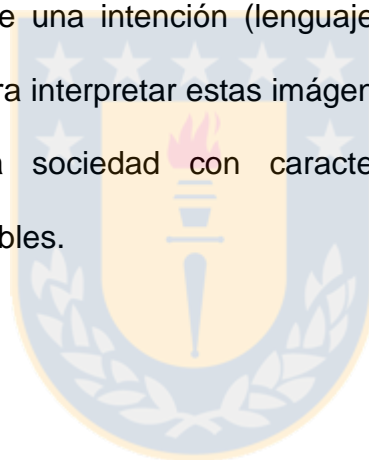 e una intención (lenguaje
ra interpretar estas imágen
a sociedad con caracte
bles.